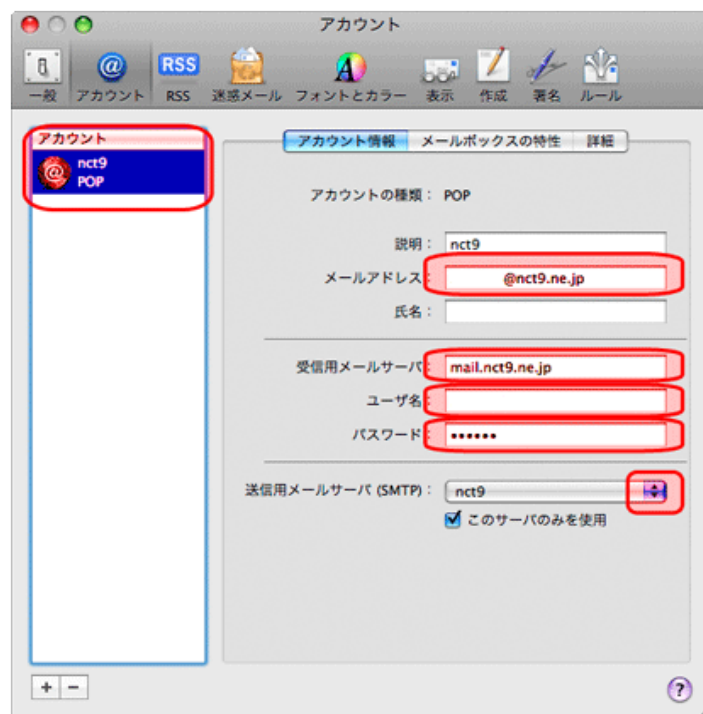 アカウント
RSS
一般 アカウント RSS 迷惑メール フォントとカラー 表示 作成 署名 ルール
アカウント
nct9
POP
アカウント情報 メールボックスの特性 詳細
アカウントの種類： POP
説明： nct9
メールアドレス： @nct9.ne.jp
氏名：
受信用メールサーバ： mail.nct9.ne.jp
ユーザ名：
パスワード： ••••••
送信用メールサーバ (SMTP)： nct9
このサーバのみを使用
+ − ?